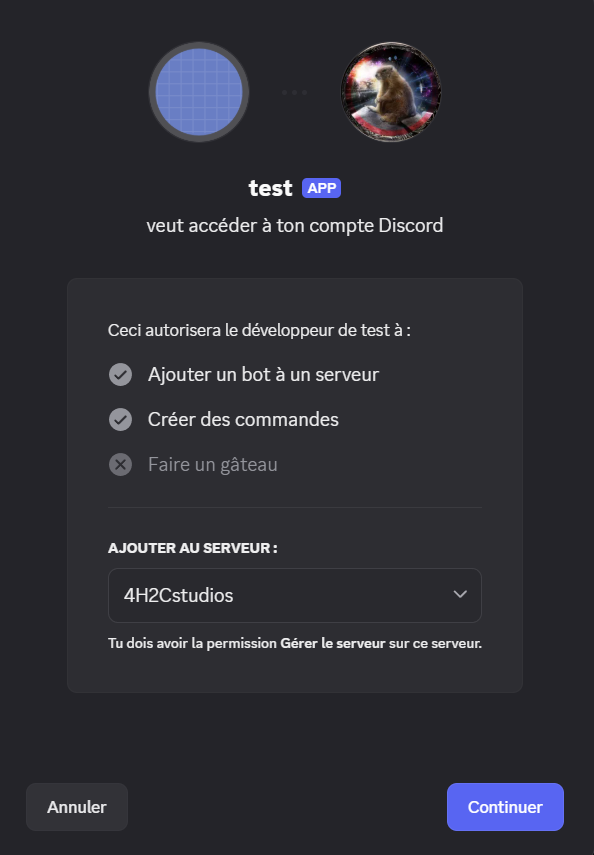 test APP
veut accéder à ton compte Discord
Ceci autorisera le développeur de test à :
Ajouter un bot à un serveur
Créer des commandes
Faire un gâteau
AJOUTER AU SERVEUR :
4H2Cstudios
Tu dois avoir la permission Gérer le serveur sur ce serveur.
Annuler
Continuer